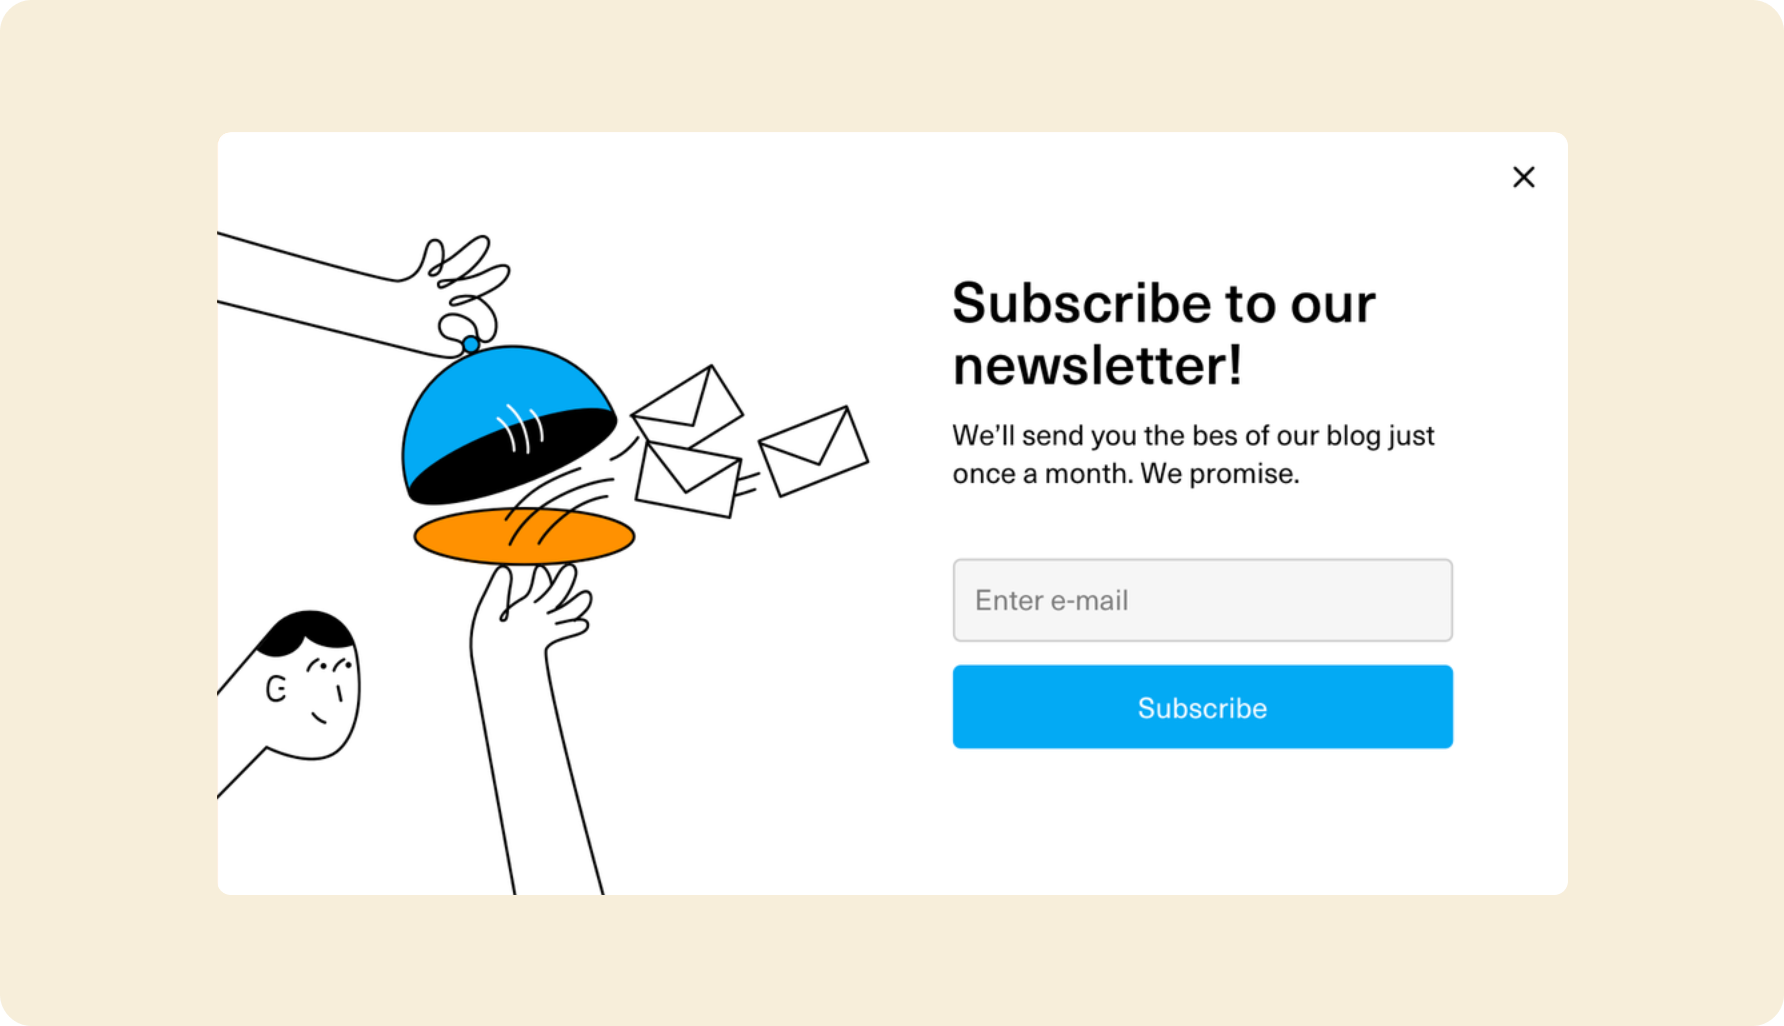 Subscribe to our
newsletter!
We’ll send you the bes of our blog just
once a month. We promise.
Enter e-mail
Subscribe